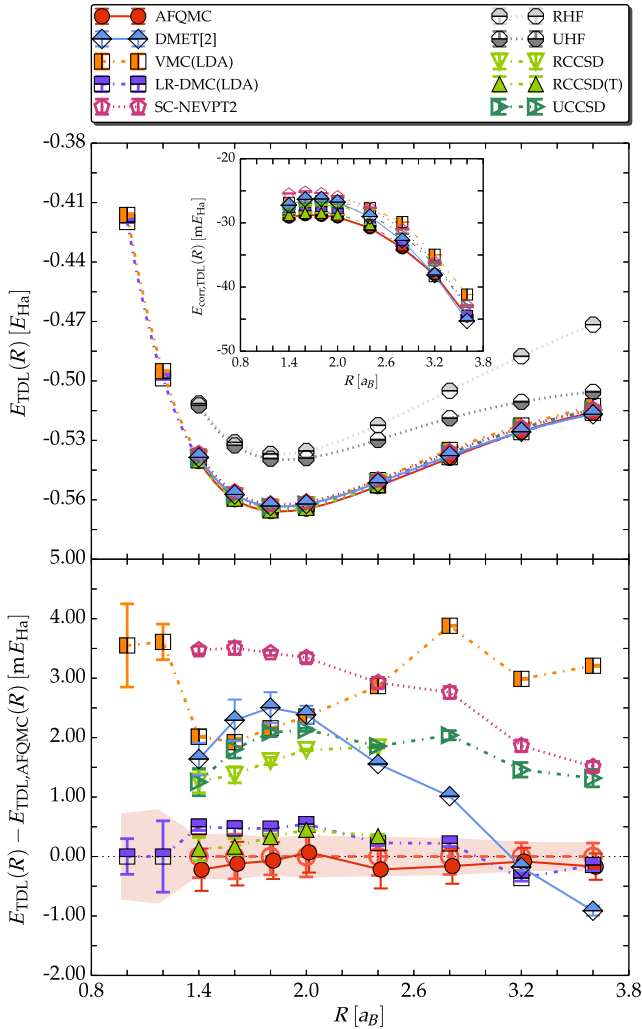 AFQMC
DMET[2]
VMC(LDA)
LR-DMC(LDA)
SC-NEVPT2
RHF
UHF
RCCSD
RCCSD(T)
UCCSD
-0.38
-0.41
-0.44
-0.47
-0.50
-0.53
-0.56
E_TDL(R) [E_Ha]
-20
-30
-40
-50
E_corr,TDL(R) [mE_Ha]
0.8 1.4 2.0 2.6 3.2 3.8
R [a_B]
5.00
4.00
3.00
2.00
1.00
0.00
-1.00
-2.00
E_TDL(R) − E_TDL,AFQMC(R) [mE_Ha]
0.8 1.4 2.0 2.6 3.2 3.8
R [a_B]